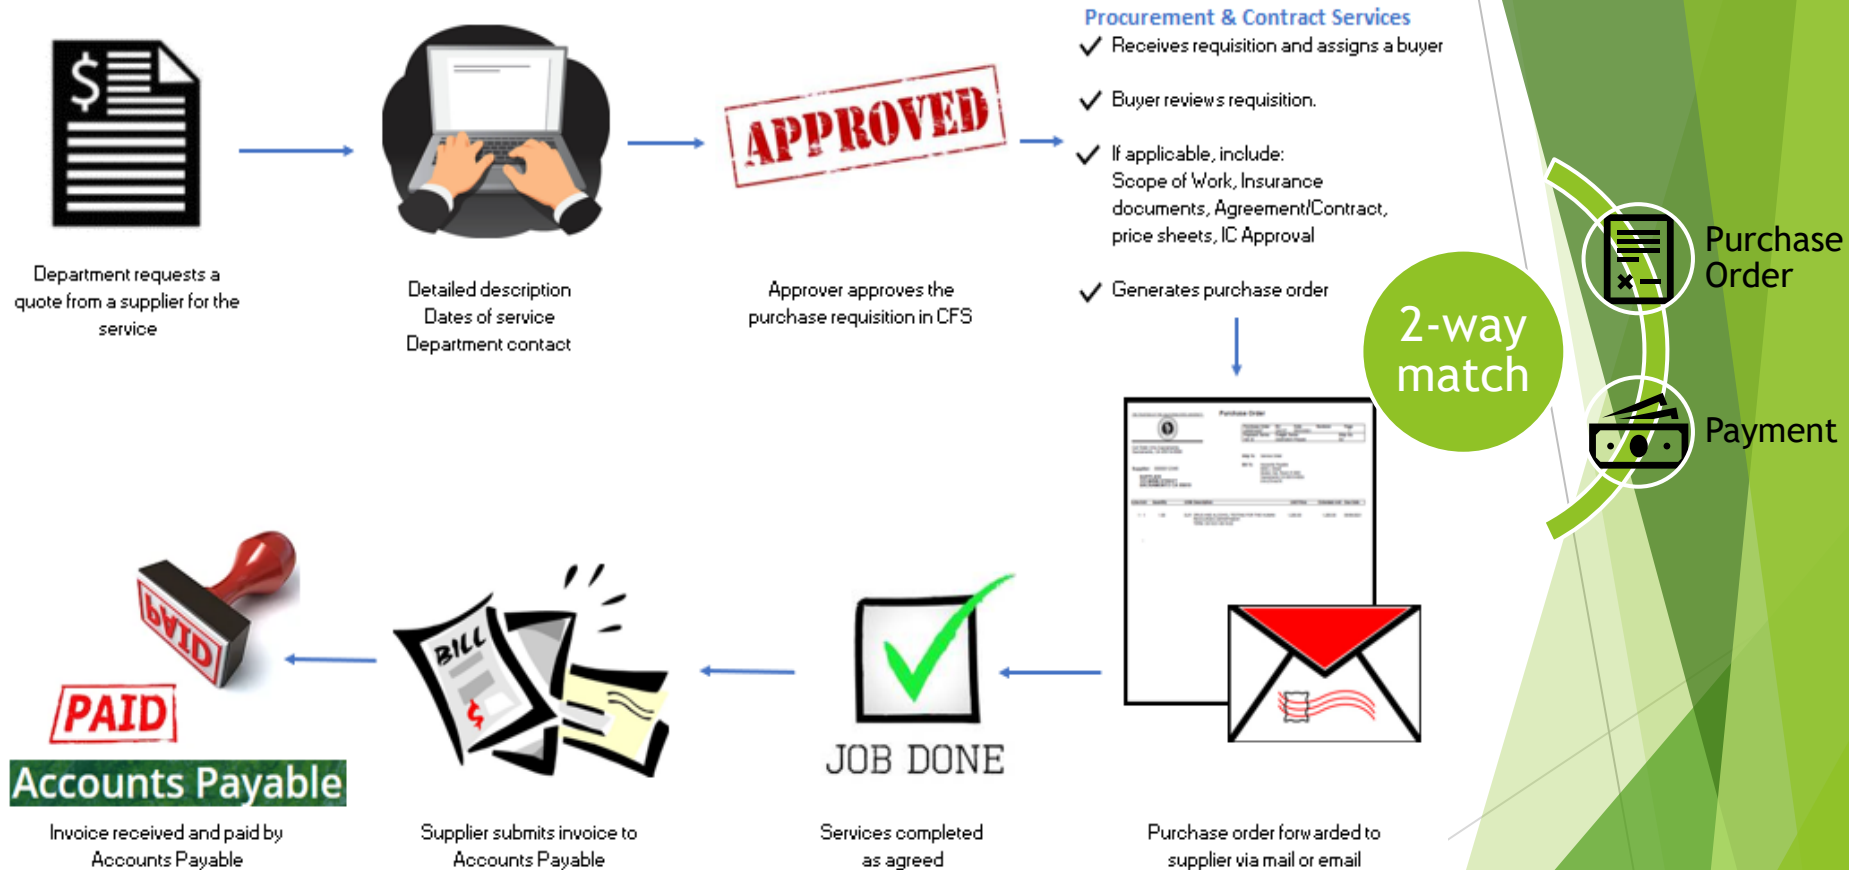 Department requests a
quote from a supplier for the
service
Detailed description
Dates of service
Department contact
APPROVED
Approver approves the
purchase requisition in CFS
Procurement & Contract Services
Receives requisition and assigns a buyer
Buyer reviews requisition.
If applicable, include:
Scope of Work, Insurance
documents, Agreement/Contract,
price sheets, IC Approval
Generates purchase order
2-way
match
Purchase
Order
Payment
Purchase Order
Purchase order forwarded to
supplier via mail or email
JOB DONE
Services completed
as agreed
BILL
$
Supplier submits invoice to
Accounts Payable
PAID
PAID
Accounts Payable
Invoice received and paid by
Accounts Payable